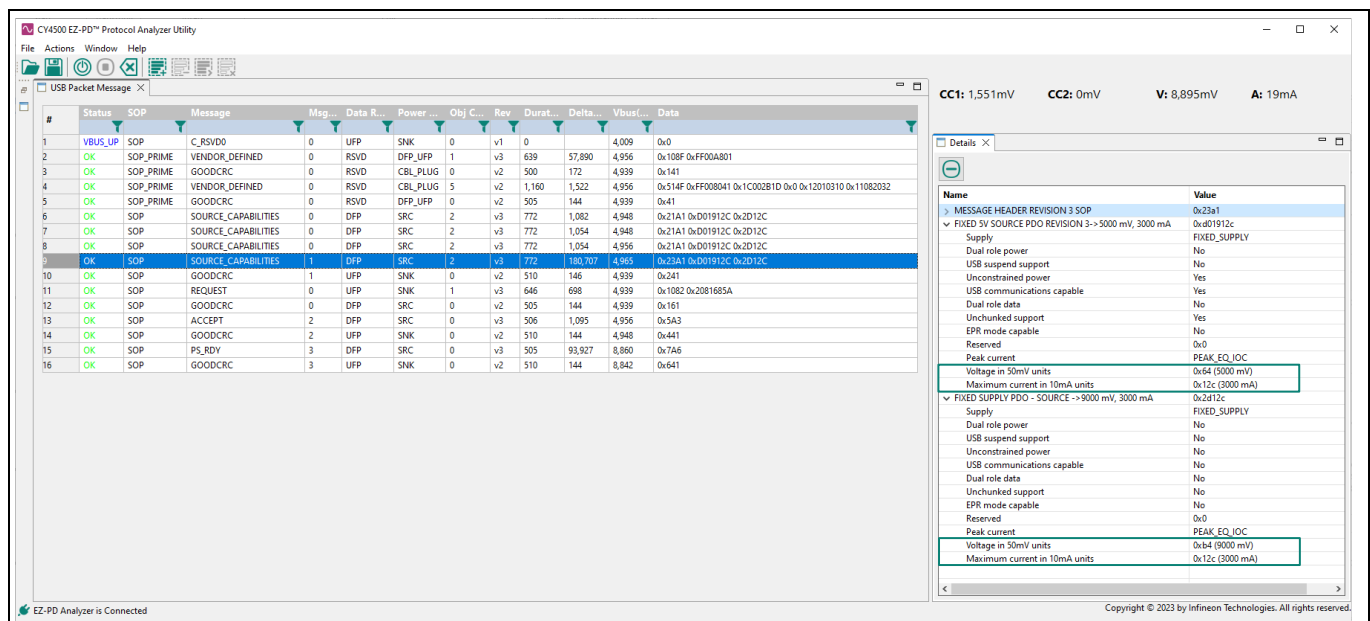 CY4500 EZ-PD™ Protocol Analyzer Utility
File Actions Window Help
USB Packet Message
# Status SOP Message Msg... Data R... Power ... Obj C... Rev Durat... Delta... Vbus(... Data
1 VBUS_UP SOP C_RSVD0 0 UFP SNK 0 v1 0 4,009 0x0
2 OK SOP_PRIME VENDOR_DEFINED 0 RSVD DFP_UFP 1 v3 639 57,890 4,956 0x108F 0xFF00A801
3 OK SOP_PRIME GOODCRC 0 RSVD CBL_PLUG 0 v2 500 172 4,939 0x141
4 OK SOP_PRIME VENDOR_DEFINED 0 RSVD CBL_PLUG 5 v2 1,160 1,522 4,956 0x514F 0xFF008041 0x1C002B1D 0x0 0x12010310 0x11082032
5 OK SOP_PRIME GOODCRC 0 RSVD DFP_UFP 0 v2 505 144 4,939 0x41
6 OK SOP SOURCE_CAPABILITIES 0 DFP SRC 2 v3 772 1,082 4,948 0x21A1 0xD01912C 0x2D12C
7 OK SOP SOURCE_CAPABILITIES 0 DFP SRC 2 v3 772 1,054 4,948 0x21A1 0xD01912C 0x2D12C
8 OK SOP SOURCE_CAPABILITIES 0 DFP SRC 2 v3 772 1,054 4,956 0x21A1 0xD01912C 0x2D12C
9 OK SOP SOURCE_CAPABILITIES 1 DFP SRC 2 v3 772 180,707 4,965 0x23A1 0xD01912C 0x2D12C
10 OK SOP GOODCRC 1 UFP SNK 0 v2 510 146 4,939 0x241
11 OK SOP REQUEST 0 UFP SNK 1 v3 646 698 4,939 0x1082 0x2081685A
12 OK SOP GOODCRC 0 DFP SRC 0 v2 505 144 4,939 0x161
13 OK SOP ACCEPT 2 DFP SRC 0 v3 506 1,095 4,956 0x5A3
14 OK SOP GOODCRC 2 UFP SNK 0 v2 510 144 4,948 0x441
15 OK SOP PS_RDY 3 DFP SRC 0 v3 505 93,927 8,860 0x7A6
16 OK SOP GOODCRC 3 UFP SNK 0 v2 510 144 8,842 0x641
CC1: 1,551mV CC2: 0mV V: 8,895mV A: 19mA
Details
Name Value
MESSAGE HEADER REVISION 3 SOP 0x23a1
FIXED 5V SOURCE PDO REVISION 3->5000 mV, 3000 mA 0xd01912c
Supply FIXED_SUPPLY
Dual role power No
USB suspend support No
Unconstrained power Yes
USB communications capable Yes
Dual role data No
Unchunked support Yes
EPR mode capable No
Reserved 0x0
Peak current PEAK_EQ_IOC
Voltage in 50mV units 0x64 (5000 mV)
Maximum current in 10mA units 0x12c (3000 mA)
FIXED SUPPLY PDO - SOURCE ->9000 mV, 3000 mA 0x2d12c
Supply FIXED_SUPPLY
Dual role power No
USB suspend support No
Unconstrained power No
USB communications capable No
Dual role data No
Unchunked support No
EPR mode capable No
Reserved 0x0
Peak current PEAK_EQ_IOC
Voltage in 50mV units 0xb4 (9000 mV)
Maximum current in 10mA units 0x12c (3000 mA)
EZ-PD Analyzer is Connected
Copyright © 2023 by Infineon Technologies. All rights reserved.